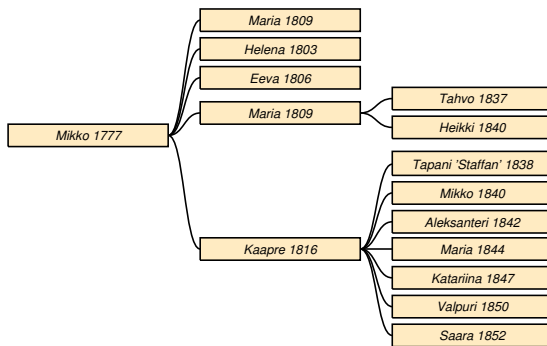 Mikko 1777
Maria 1809
Helena 1803
Eeva 1806
Maria 1809
Tahvo 1837
Heikki 1840
Kaapre 1816
Tapani 'Staffan' 1838
Mikko 1840
Aleksanteri 1842
Maria 1844
Katariina 1847
Valpuri 1850
Saara 1852